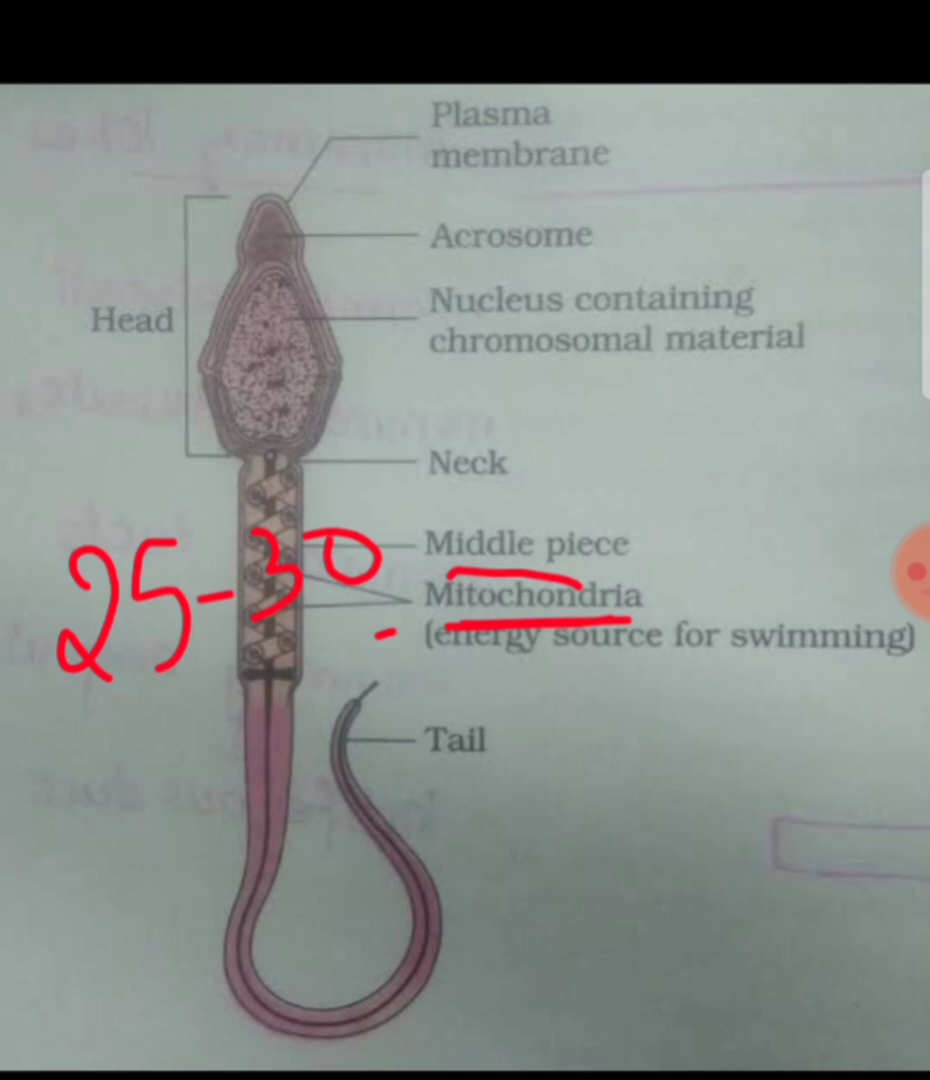 Plasma
membrane
Acrosome
Nucleus containing
chromosomal material
Head
Neck
Middle piece
25-30
Mitochondria
(energy source for swimming)
Tail